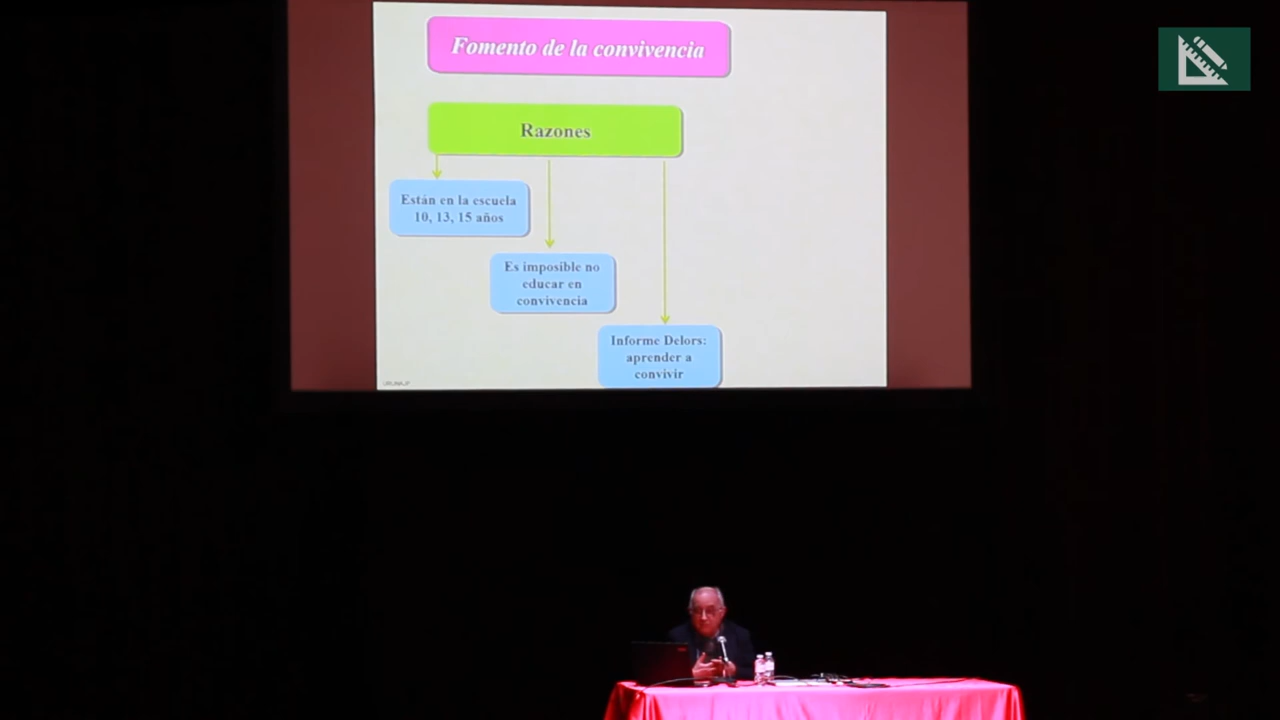 Fomento de la convivencia
Razones
Están en la escuela
10, 13, 15 años
Es imposible no
educar en
convivencia
Informe Delors:
aprender a
convivir